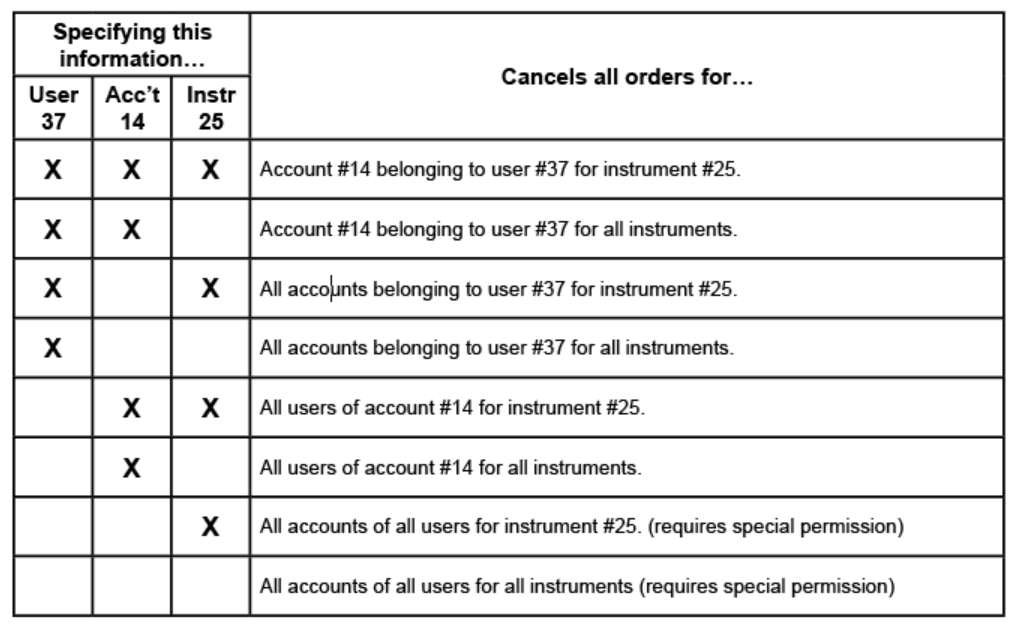 Specifying this
information…
Cancels all orders for…
User
37
Acc't
14
Instr
25
X X X Account #14 belonging to user #37 for instrument #25.
X X Account #14 belonging to user #37 for all instruments.
X X All accounts belonging to user #37 for instrument #25.
X All accounts belonging to user #37 for all instruments.
X X All users of account #14 for instrument #25.
X All users of account #14 for all instruments.
X All accounts of all users for instrument #25. (requires special permission)
All accounts of all users for all instruments (requires special permission)